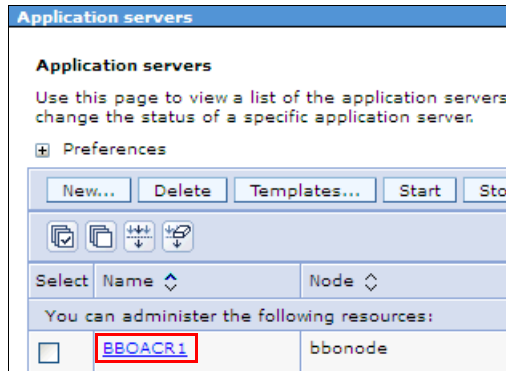 Application servers
Application servers
Use this page to view a list of the application servers
change the status of a specific application server.
Preferences
New... Delete Templates... Start Sto
Select Name Node
You can administer the following resources:
BBOACR1 bbonode